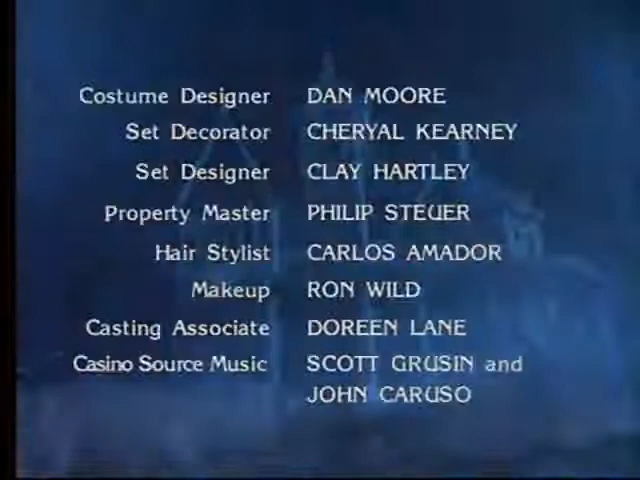 Costume Designer DAN MOORE
Set Decorator CHERYAL KEARNEY
Set Designer CLAY HARTLEY
Property Master PHILIP STEUER
Hair Stylist CARLOS AMADOR
Makeup RON WILD
Casting Associate DOREEN LANE
Casino Source Music SCOTT GRUSIN and
JOHN CARUSO